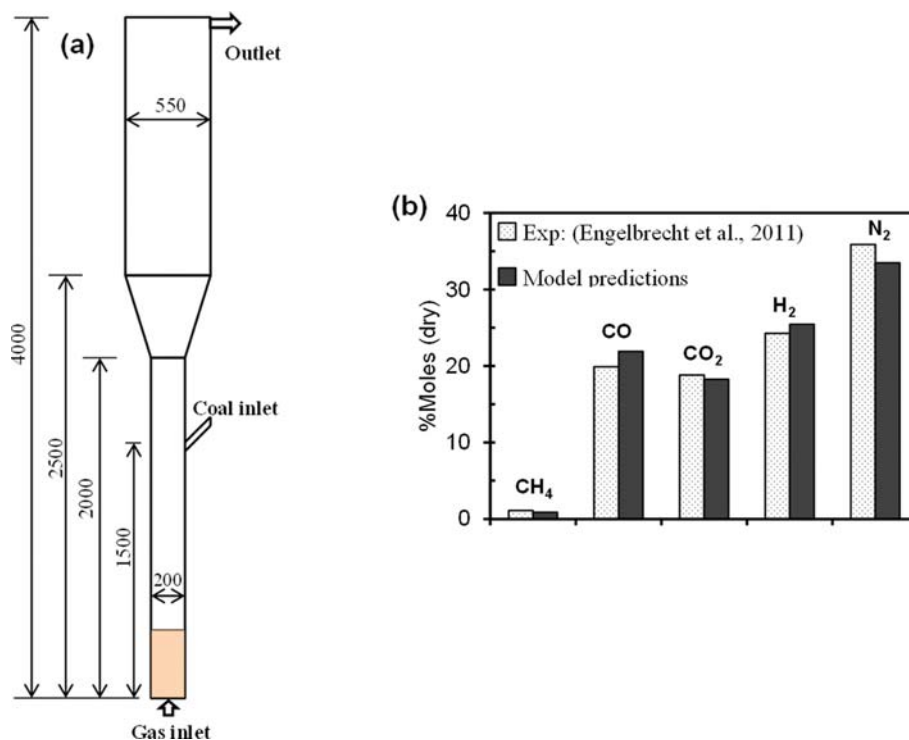 (a)
Outlet
550
4000
2500
2000
1500
Coal inlet
200
Gas inlet
(b)
40
30
20
10
0
%Moles (dry)
Exp: (Engelbrecht et al., 2011)
Model predictions
CH₄
CO
CO₂
H₂
N₂